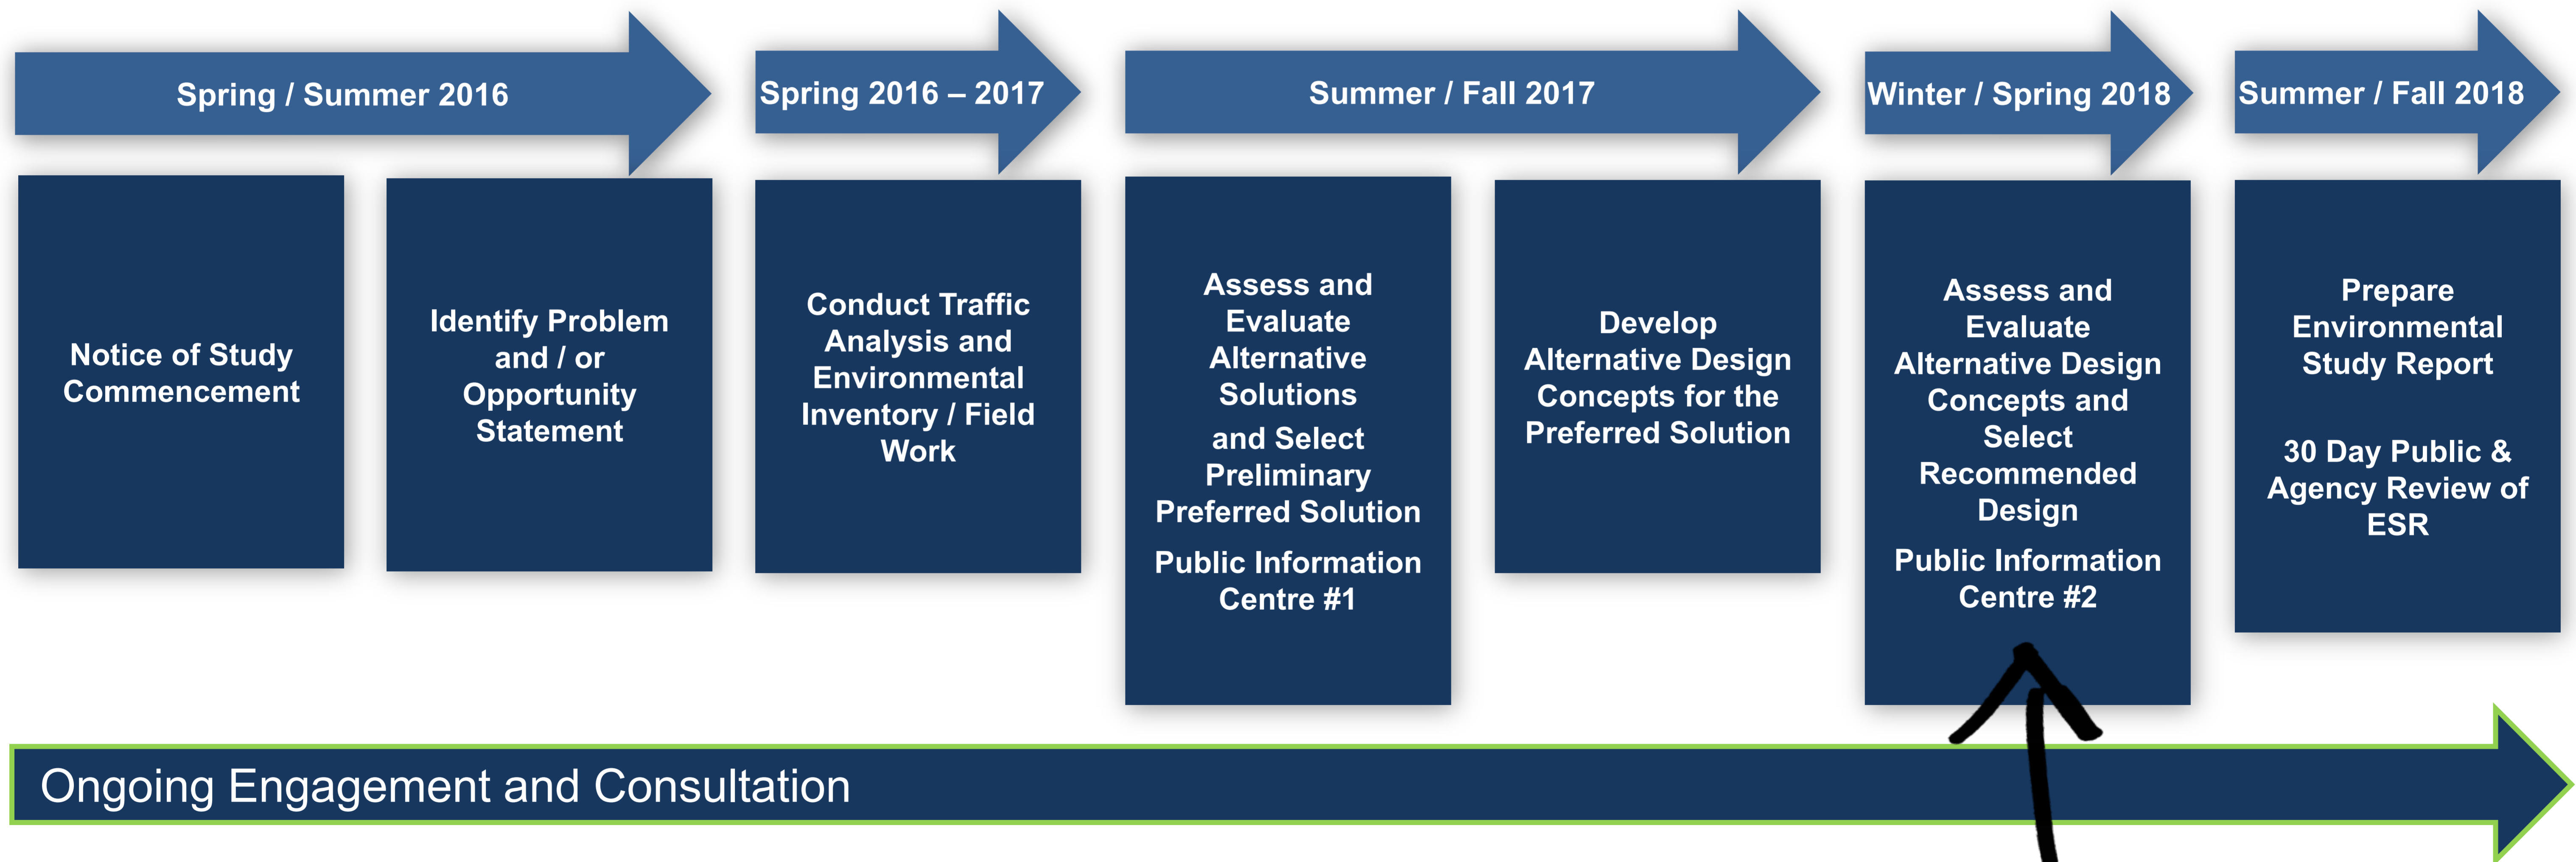 Spring / Summer 2016
Spring 2016 – 2017
Summer / Fall 2017
Winter / Spring 2018
Summer / Fall 2018
Notice of Study
Commencement
Identify Problem
and / or
Opportunity
Statement
Conduct Traffic
Analysis and
Environmental
Inventory / Field
Work
Assess and
Evaluate
Alternative
Solutions
and Select
Preliminary
Preferred Solution
Public Information
Centre #1
Develop
Alternative Design
Concepts for the
Preferred Solution
Assess and
Evaluate
Alternative Design
Concepts and
Select
Recommended
Design
Public Information
Centre #2
Prepare
Environmental
Study Report
30 Day Public &
Agency Review of
ESR
Ongoing Engagement and Consultation